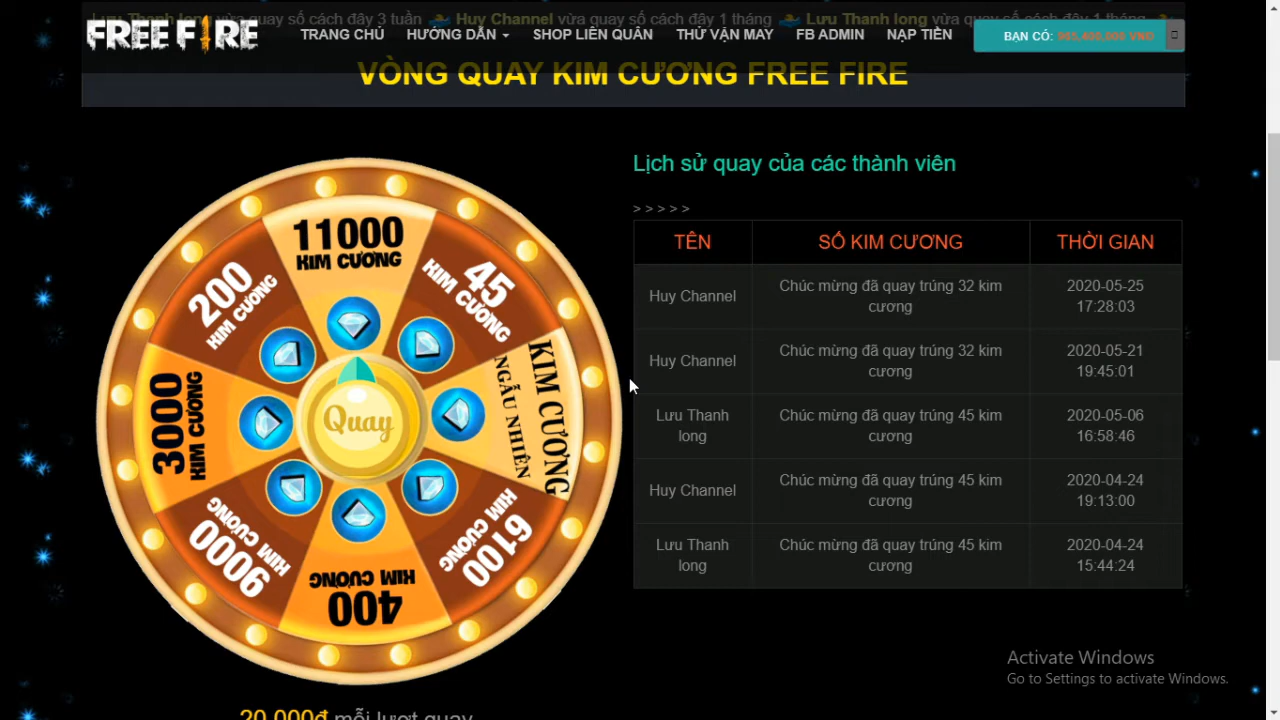 Lưu Thanh long vừa quay số cách đây 3 tuần Huy Channel vừa quay số cách đây 1 tháng Lưu Thanh long vừa quay số cách đây 1 tháng
FREE FIRE
TRANG CHỦ HƯỚNG DẪN SHOP LIÊN QUÂN THỬ VẬN MAY FB ADMIN NẠP TIỀN
BẠN CÓ:
VÒNG QUAY KIM CƯƠNG FREE FIRE
11000
KIM CƯƠNG
45
KIM CƯƠNG
KIM CƯƠNG
NGẪU NHIÊN
6100
KIM CƯƠNG
400
KIM CƯƠNG
9000
KIM CƯƠNG
3000
KIM CƯƠNG
200
KIM CƯƠNG
Quay
20,000đ mỗi lượt quay
Lịch sử quay của các thành viên
> > > > >
TÊN SỐ KIM CƯƠNG THỜI GIAN
Huy Channel
Chúc mừng đã quay trúng 32 kim
cương
2020-05-25
17:28:03
Huy Channel
Chúc mừng đã quay trúng 32 kim
cương
2020-05-21
19:45:01
Lưu Thanh
long
Chúc mừng đã quay trúng 45 kim
cương
2020-05-06
16:58:46
Huy Channel
Chúc mừng đã quay trúng 45 kim
cương
2020-04-24
19:13:00
Lưu Thanh
long
Chúc mừng đã quay trúng 45 kim
cương
2020-04-24
15:44:24
Activate Windows
Go to Settings to activate Windows.